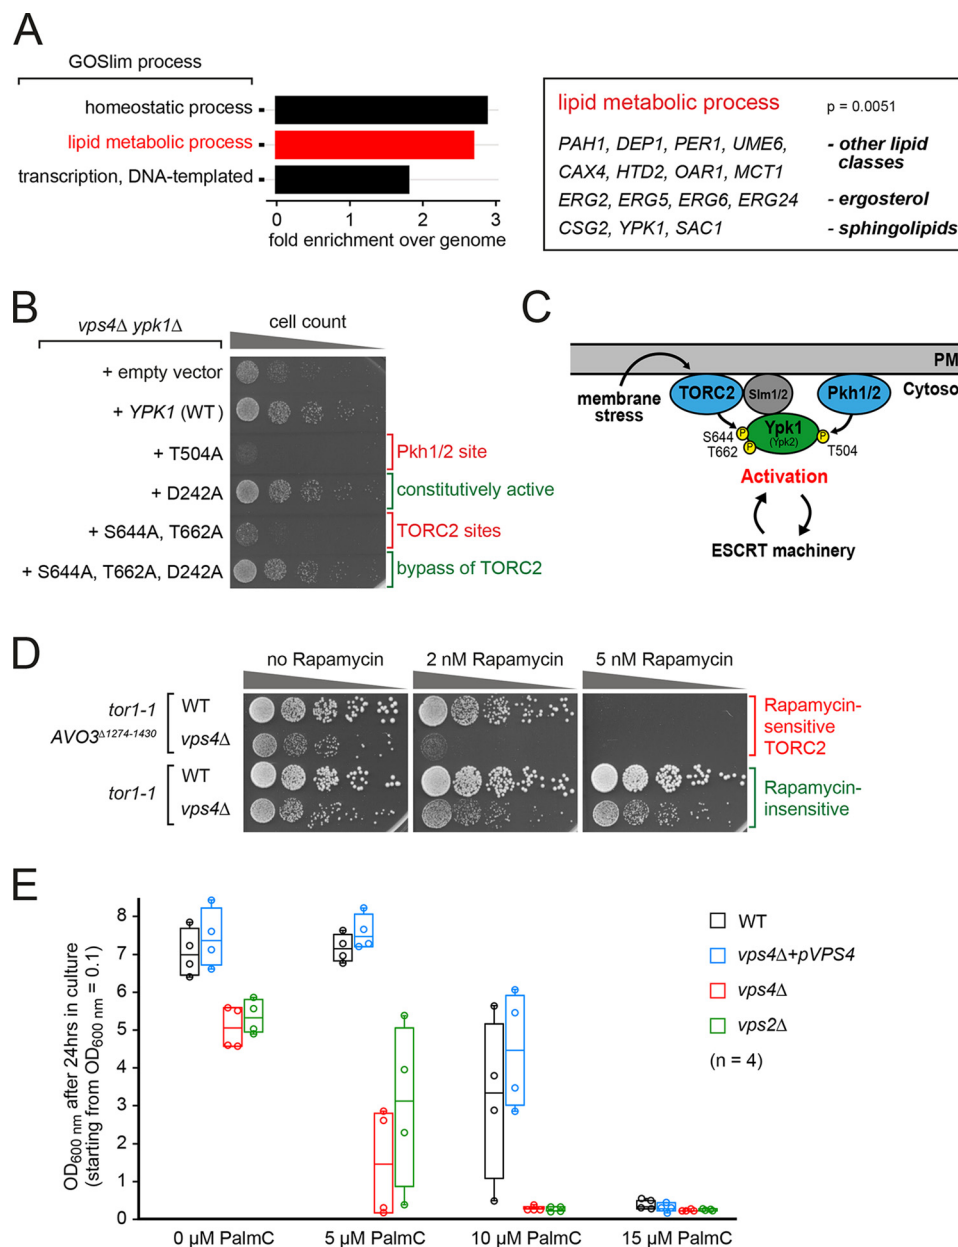 A
GOSlim process
homeostatic process
lipid metabolic process
transcription, DNA-templated
0 1 2 3
fold enrichment over genome
lipid metabolic process p = 0.0051
PAH1, DEP1, PER1, UME6, - other lipid
CAX4, HTD2, OAR1, MCT1 classes
ERG2, ERG5, ERG6, ERG24 - ergosterol
CSG2, YPK1, SAC1 - sphingolipids
B
vps4Δ ypk1Δ
cell count
+ empty vector
+ YPK1 (WT)
+ T504A
Pkh1/2 site
+ D242A
constitutively active
+ S644A, T662A
TORC2 sites
+ S644A, T662A, D242A
bypass of TORC2
C
PM
Cytoso
membrane
stress
TORC2
Slm1/2
Pkh1/2
Ypk1
(Ypk2)
S644
T662
P
P
P
T504
Activation
ESCRT machinery
D
no Rapamycin
2 nM Rapamycin
5 nM Rapamycin
tor1-1
AVO3Δ1274-1430
WT
vps4Δ
Rapamycin-
sensitive
TORC2
tor1-1
WT
vps4Δ
Rapamycin-
insensitive
E
OD600 nm after 24hrs in culture
(starting from OD600 nm = 0.1)
8
7
6
5
4
3
2
1
0
0 µM PalmC
5 µM PalmC
10 µM PalmC
15 µM PalmC
WT
vps4Δ+pVPS4
vps4Δ
vps2Δ
(n = 4)